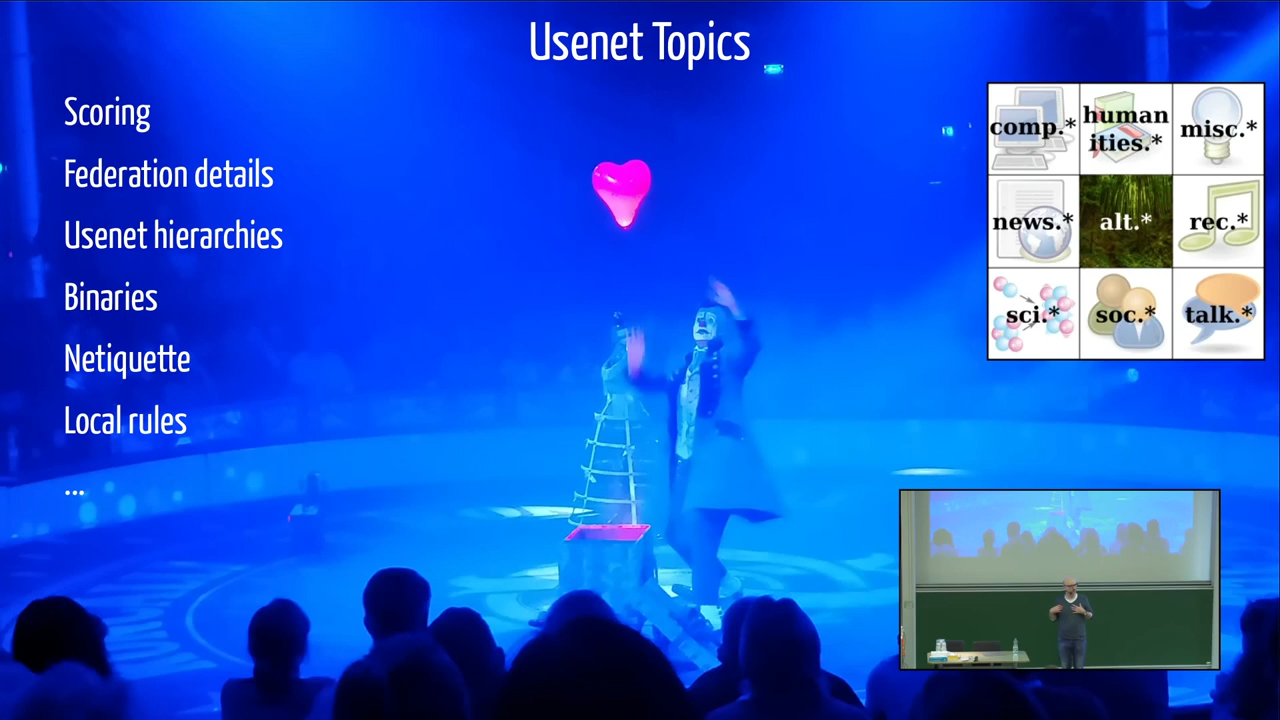 Usenet Topics
Scoring
Federation details
Usenet hierarchies
Binaries
Netiquette
Local rules
...
comp.*
human
ities.*
misc.*
news.*
alt.*
rec.*
sci.*
soc.*
talk.*